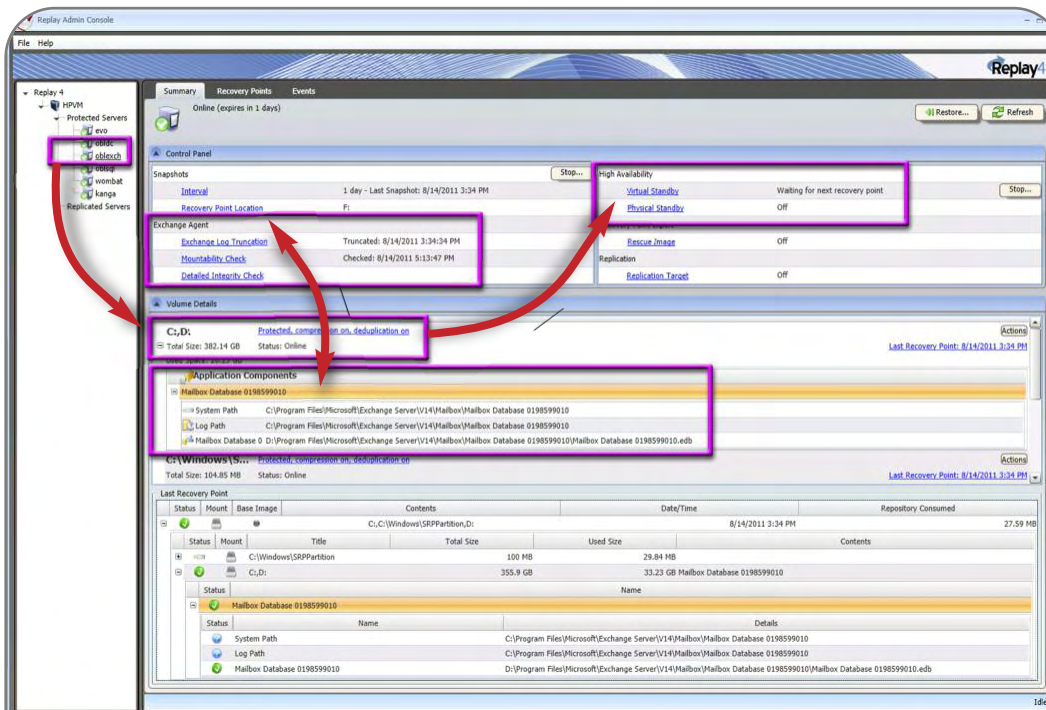 Replay Admin Console
File Help
Replay4
Replay 4
HPVM
Protected Servers
evo
obldc
oblexch
oblsql
wombat
kanga
Replicated Servers
Summary Recovery Points Events
Online (expires in 1 days)
Restore... Refresh
Control Panel
Snapshots Stop...
Interval 1 day - Last Snapshot: 8/14/2011 3:34 PM
Recovery Point Location F:
Exchange Agent
Exchange Log Truncation Truncated: 8/14/2011 3:34:34 PM
Mountability Check Checked: 8/14/2011 5:13:47 PM
Detailed Integrity Check
High Availability
Virtual Standby Waiting for next recovery point Stop...
Physical Standby Off
Rescue Image Off
Replication
Replication Target Off
Volume Details
C:,D: Protected, compression on, deduplication on Actions
Total Size: 382.14 GB Status: Online Last Recovery Point: 8/14/2011 3:34 PM
Application Components
Mailbox Database 0198599010
System Path C:\Program Files\Microsoft\Exchange Server\V14\Mailbox\Mailbox Database 0198599010
Log Path C:\Program Files\Microsoft\Exchange Server\V14\Mailbox\Mailbox Database 0198599010
Mailbox Database 0 D:\Program Files\Microsoft\Exchange Server\V14\Mailbox\Mailbox Database 0198599010\Mailbox Database 0198599010.edb
C:\Windows\S... Protected, compression on, deduplication on Actions
Total Size: 104.85 MB Status: Online Last Recovery Point: 8/14/2011 3:34 PM
Last Recovery Point
Status Mount Base Image Contents Date/Time Repository Consumed
C:,C:\Windows\SRPPartition,D: 8/14/2011 3:34 PM 27.59 MB
Status Mount Title Total Size Used Size Contents
C:\Windows\SRPPartition 100 MB 29.84 MB
C:,D: 355.9 GB 33.23 GB Mailbox Database 0198599010
Status Name
Mailbox Database 0198599010
Status Name Details
System Path C:\Program Files\Microsoft\Exchange Server\V14\Mailbox\Mailbox Database 0198599010
Log Path C:\Program Files\Microsoft\Exchange Server\V14\Mailbox\Mailbox Database 0198599010
Mailbox Database 0198599010 D:\Program Files\Microsoft\Exchange Server\V14\Mailbox\Mailbox Database 0198599010\Mailbox Database 0198599010.edb
Idle